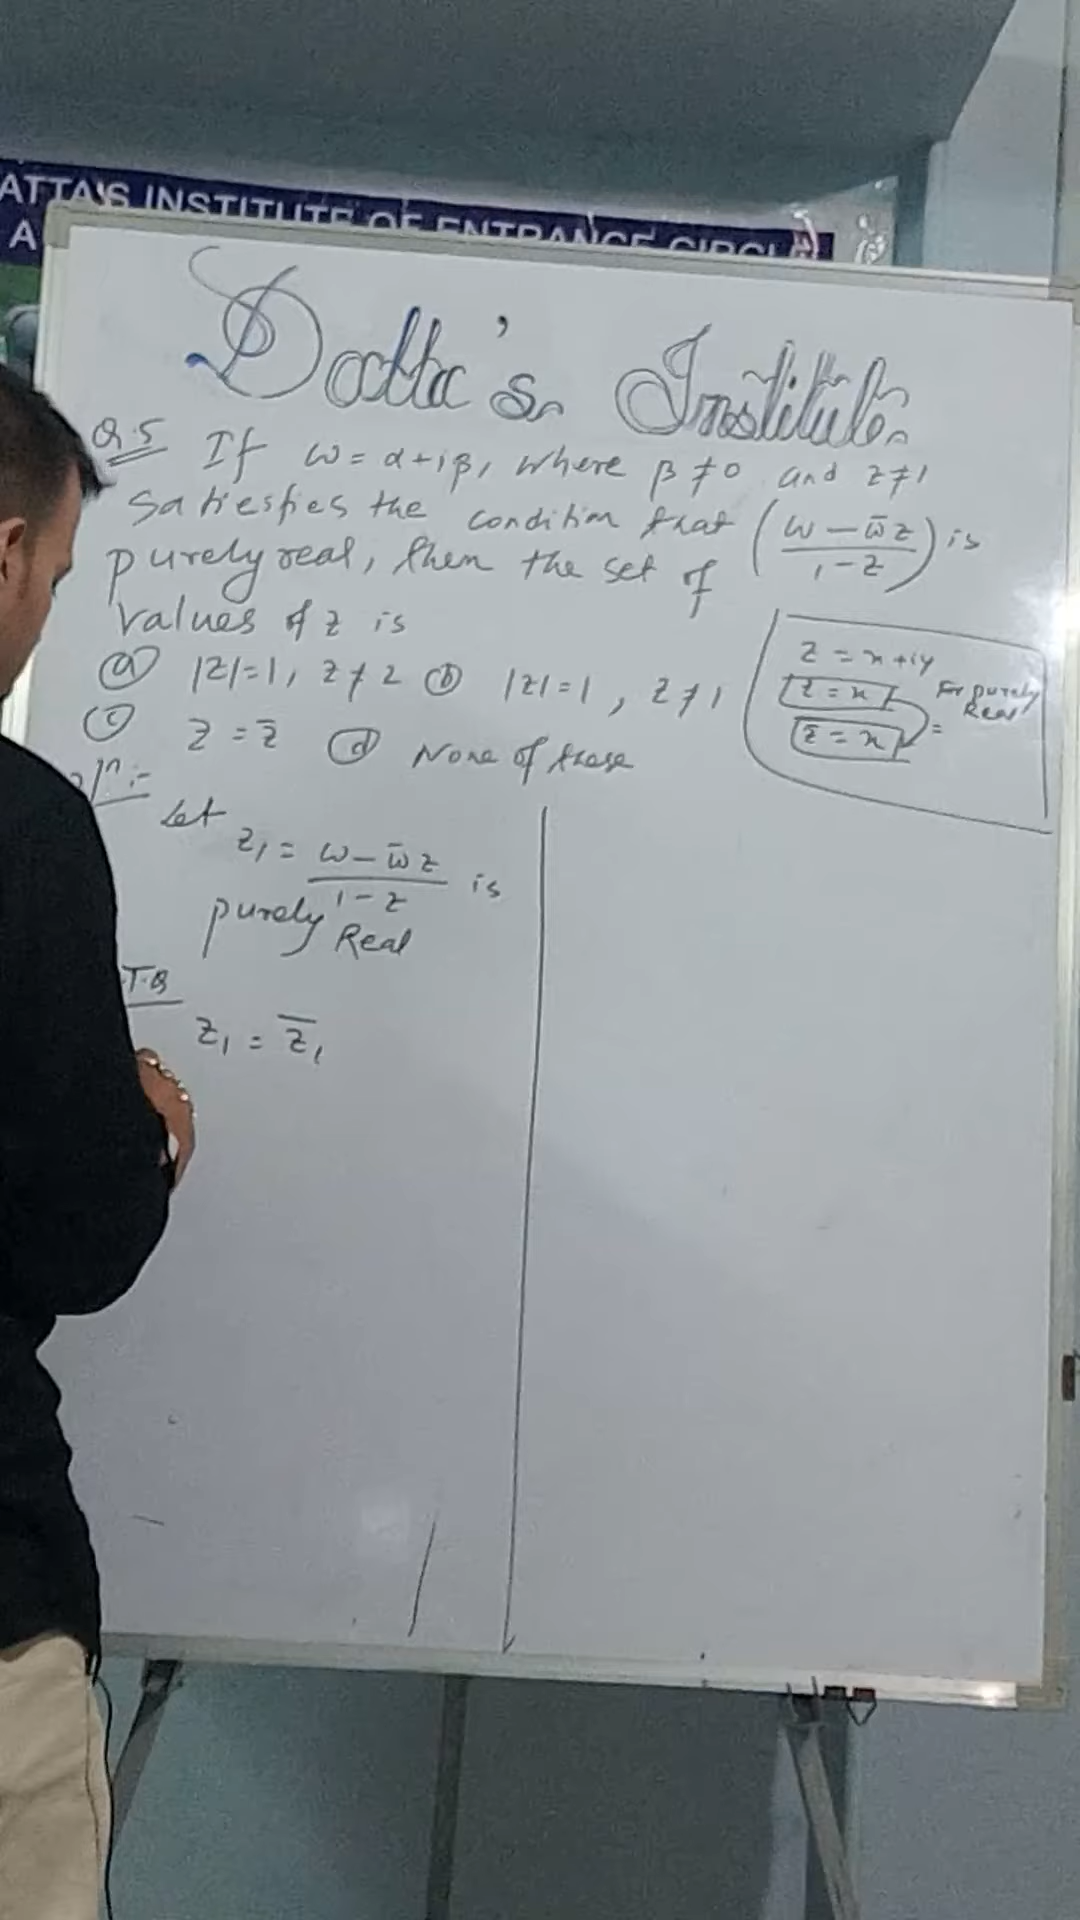 ATTA'S INSTITUTE OF ENTRANCE CIRCL
A
Datta's Institute
Q.5 If ω = α+iβ, where β ≠ 0 and z ≠ 1
Satiesfies the condition that (ω - ω̄z / 1 - z) is
purely real, then the set of
values of z is
(a) |z|=1, z ≠ 2 (b) |z|=1, z ≠ 1
(c) z = z̄ (d) None of these
z = x+iy
z = x For purely
Real
z̄ = x =
oln :-
Let
z₁ = ω - ω̄z / 1 - z is
purely Real
T.Q
z₁ = z̄₁